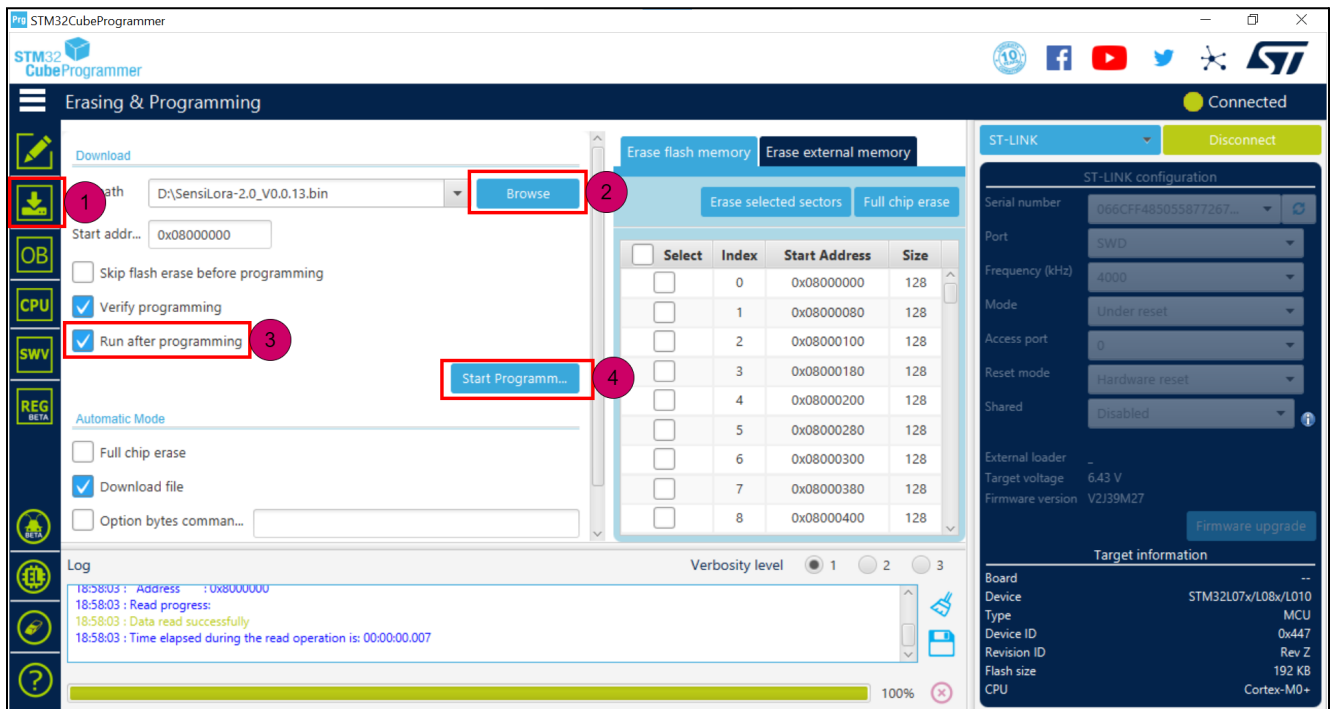 Prg STM32CubeProgrammer
STM32
CubeProgrammer
Erasing & Programming
Connected
Download
ath D:\SensiLora-2.0_V0.0.13.bin Browse
Start addr... 0x08000000
Skip flash erase before programming
Verify programming
Run after programming
Start Programm...
1
2
3
4
Automatic Mode
Full chip erase
Download file
Option bytes comman...
OB
CPU
SWV
REG
BETA
BETA
EL
?
Erase flash memory Erase external memory
Erase selected sectors Full chip erase
Select Index Start Address Size
0 0x08000000 128
1 0x08000080 128
2 0x08000100 128
3 0x08000180 128
4 0x08000200 128
5 0x08000280 128
6 0x08000300 128
7 0x08000380 128
8 0x08000400 128
Log Verbosity level 1 2 3
18:58:03 : Address : 0x8000000
18:58:03 : Read progress:
18:58:03 : Data read successfully
18:58:03 : Time elapsed during the read operation is: 00:00:00.007
100%
ST-LINK Disconnect
ST-LINK configuration
Serial number 066CFF485055877267...
Port SWD
Frequency (kHz) 4000
Mode Under reset
Access port 0
Reset mode Hardware reset
Shared Disabled
External loader _
Target voltage 6.43 V
Firmware version V2J39M27
Firmware upgrade
Target information
Board --
Device STM32L07x/L08x/L010
Type MCU
Device ID 0x447
Revision ID Rev Z
Flash size 192 KB
CPU Cortex-M0+